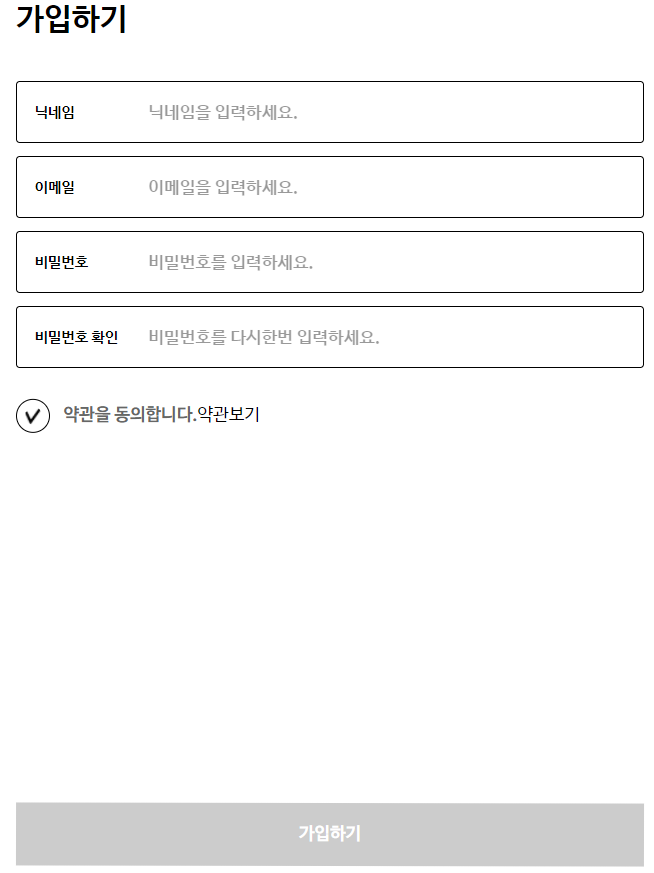 가입하기
닉네임 닉네임을 입력하세요.
이메일 이메일을 입력하세요.
비밀번호 비밀번호를 입력하세요.
비밀번호 확인 비밀번호를 다시한번 입력하세요.
약관을 동의합니다.약관보기
가입하기